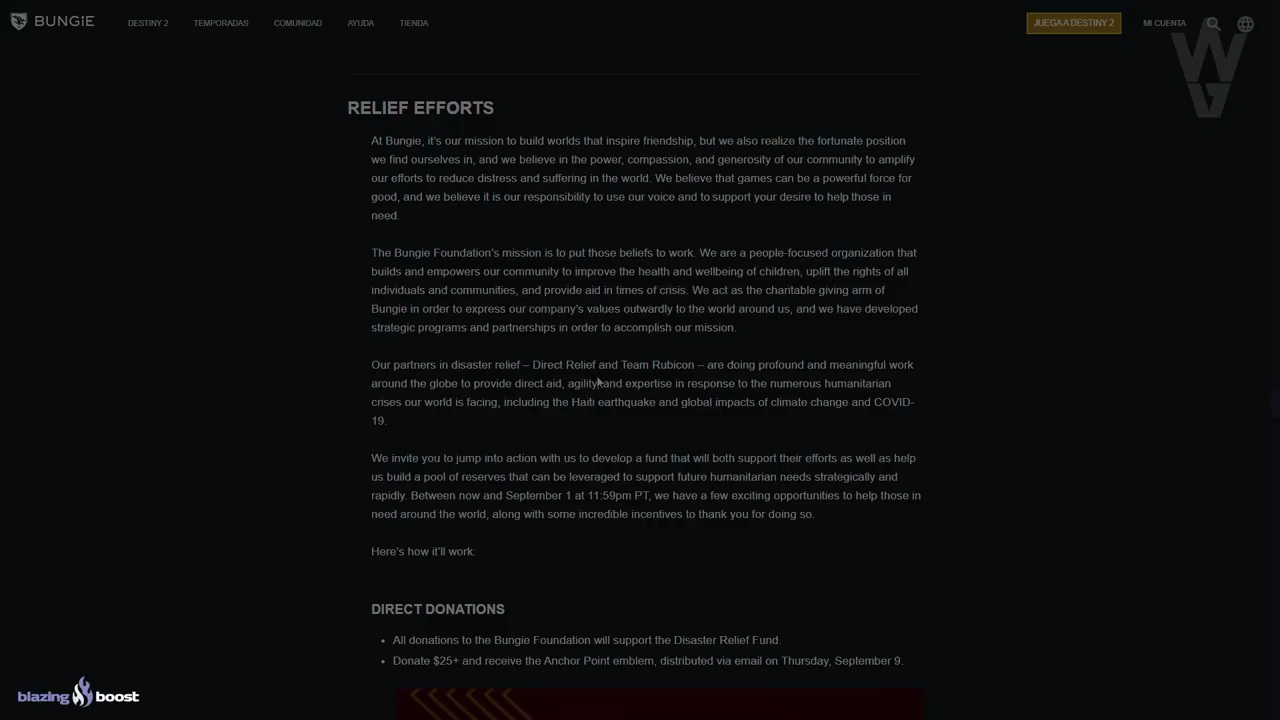 BUNGiE DESTINY 2 TEMPORADAS COMUNIDAD AYUDA TIENDA JUEGA A DESTINY 2 MI CUENTA
WG
RELIEF EFFORTS
At Bungie, it's our mission to build worlds that inspire friendship, but we also realize the fortunate position
we find ourselves in, and we believe in the power, compassion, and generosity of our community to amplify
our efforts to reduce distress and suffering in the world. We believe that games can be a powerful force for
good, and we believe it is our responsibility to use our voice and to support your desire to help those in
need.
The Bungie Foundation's mission is to put those beliefs to work. We are a people-focused organization that
builds and empowers our community to improve the health and wellbeing of children, uplift the rights of all
individuals and communities, and provide aid in times of crisis. We act as the charitable giving arm of
Bungie in order to express our company's values outwardly to the world around us, and we have developed
strategic programs and partnerships in order to accomplish our mission.
Our partners in disaster relief – Direct Relief and Team Rubicon – are doing profound and meaningful work
around the globe to provide direct aid, agility, and expertise in response to the numerous humanitarian
crises our world is facing, including the Haiti earthquake and global impacts of climate change and COVID-
19.
We invite you to jump into action with us to develop a fund that will both support their efforts as well as help
us build a pool of reserves that can be leveraged to support future humanitarian needs strategically and
rapidly. Between now and September 1 at 11:59pm PT, we have a few exciting opportunities to help those in
need around the world, along with some incredible incentives to thank you for doing so.
Here's how it'll work:
DIRECT DONATIONS
• All donations to the Bungie Foundation will support the Disaster Relief Fund.
• Donate $25+ and receive the Anchor Point emblem, distributed via email on Thursday, September 9.
blazing boost